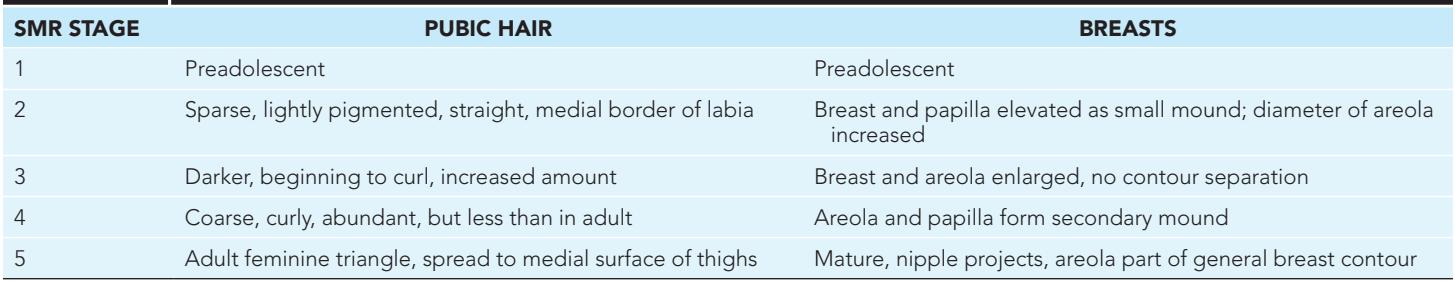 SMR STAGE PUBIC HAIR BREASTS
1 Preadolescent Preadolescent
2 Sparse, lightly pigmented, straight, medial border of labia Breast and papilla elevated as small mound; diameter of areola
increased
3 Darker, beginning to curl, increased amount Breast and areola enlarged, no contour separation
4 Coarse, curly, abundant, but less than in adult Areola and papilla form secondary mound
5 Adult feminine triangle, spread to medial surface of thighs Mature, nipple projects, areola part of general breast contour